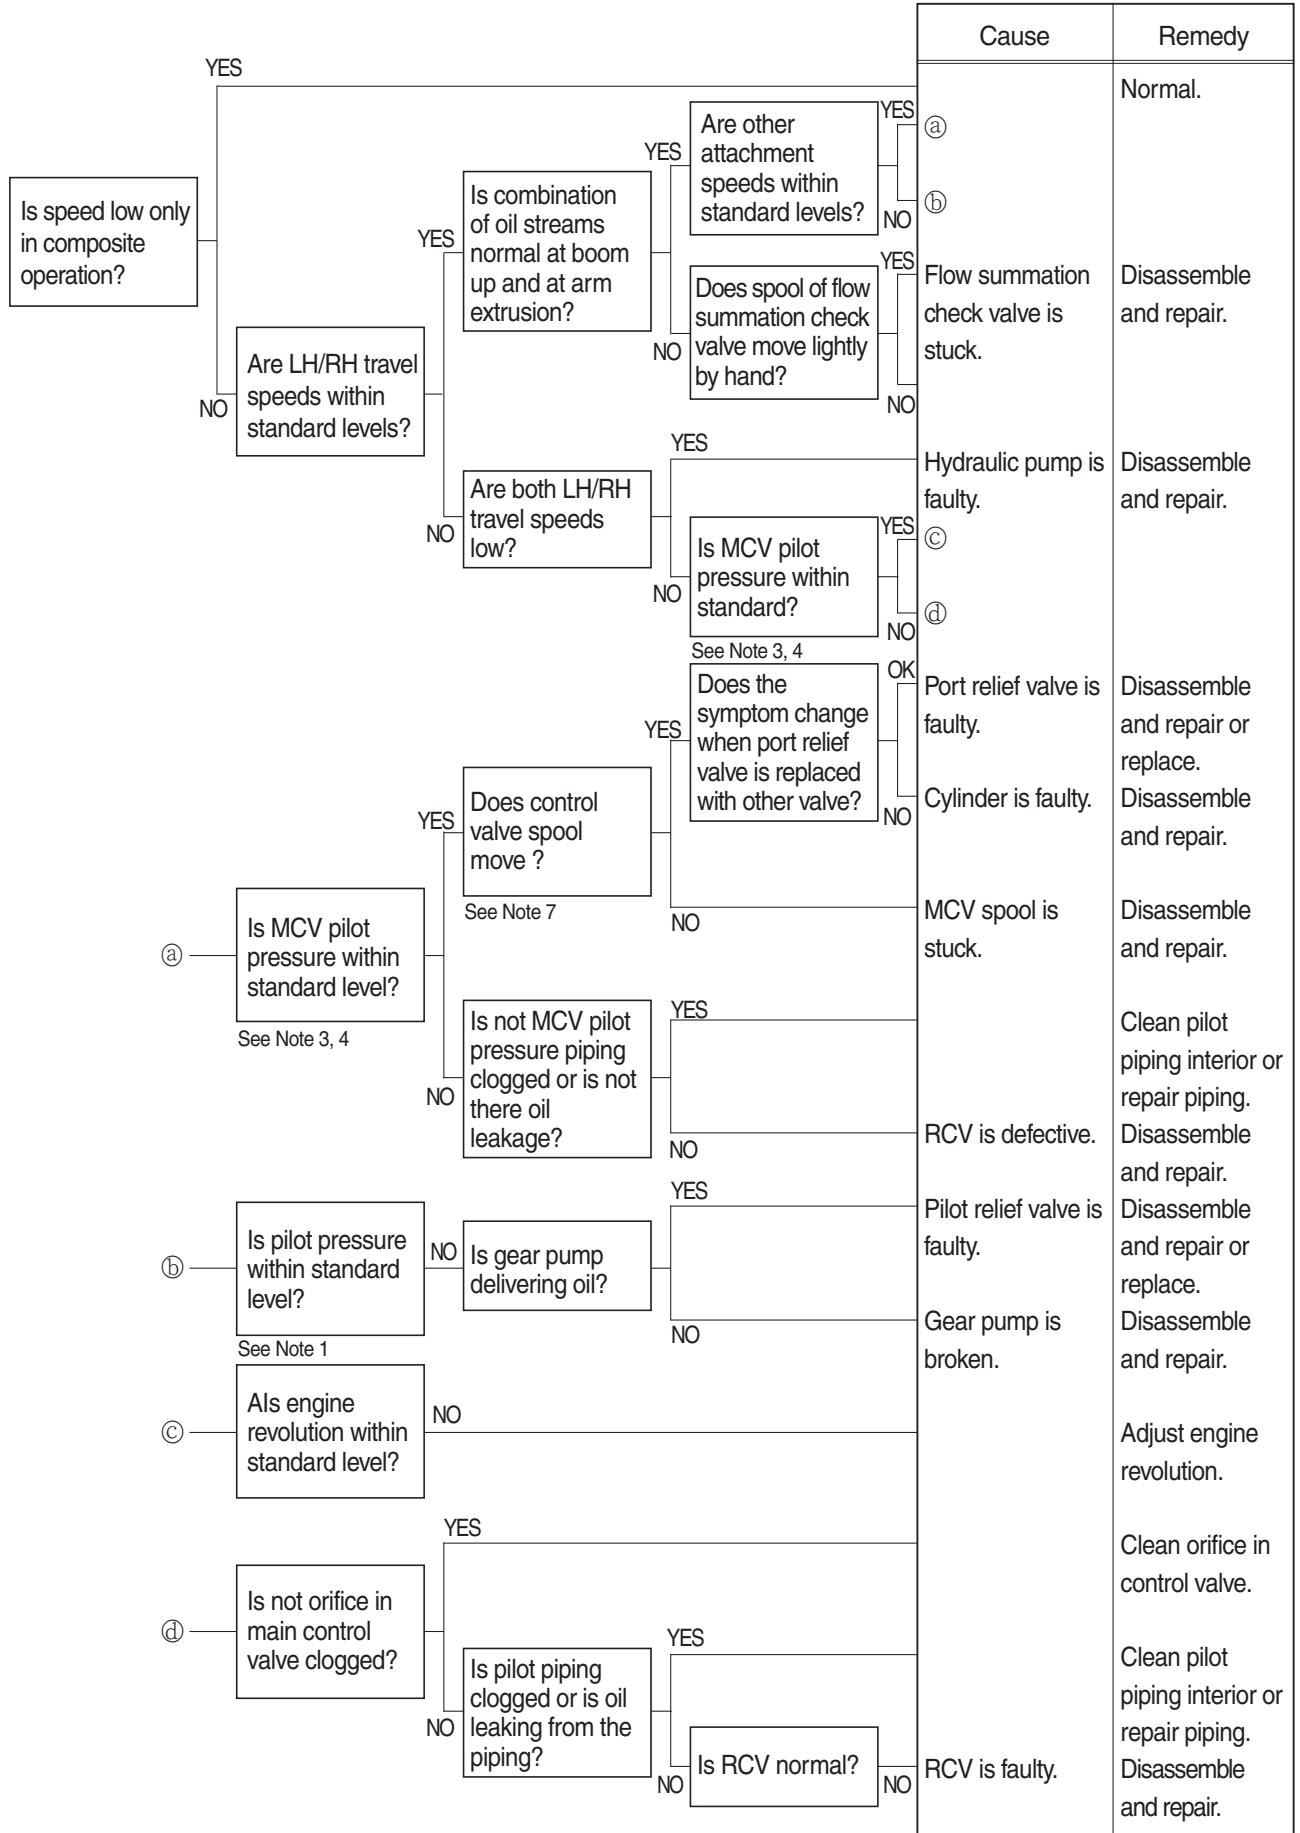 Cause
Remedy
YES
Normal.
Is speed low only
in composite
operation?
NO
Are LH/RH travel
speeds within
standard levels?
YES
Is combination
of oil streams
normal at boom
up and at arm
extrusion?
YES
Are other
attachment
speeds within
standard levels?
YES
ⓐ
NO
ⓑ
NO
Does spool of flow
summation check
valve move lightly
by hand?
YES
NO
Flow summation
check valve is
stuck.
Disassemble
and repair.
NO
Are both LH/RH
travel speeds
low?
YES
Hydraulic pump is
faulty.
Disassemble
and repair.
NO
Is MCV pilot
pressure within
standard?
See Note 3, 4
YES
ⓒ
NO
ⓓ
ⓐ
Is MCV pilot
pressure within
standard level?
See Note 3, 4
YES
Does control
valve spool
move ?
See Note 7
YES
Does the
symptom change
when port relief
valve is replaced
with other valve?
OK
Port relief valve is
faulty.
Disassemble
and repair or
replace.
NO
Cylinder is faulty.
Disassemble
and repair.
NO
MCV spool is
stuck.
Disassemble
and repair.
NO
Is not MCV pilot
pressure piping
clogged or is not
there oil
leakage?
YES
Clean pilot
piping interior or
repair piping.
NO
RCV is defective.
Disassemble
and repair.
ⓑ
Is pilot pressure
within standard
level?
See Note 1
NO
Is gear pump
delivering oil?
YES
Pilot relief valve is
faulty.
Disassemble
and repair or
replace.
NO
Gear pump is
broken.
Disassemble
and repair.
ⓒ
AIs engine
revolution within
standard level?
NO
Adjust engine
revolution.
ⓓ
Is not orifice in
main control
valve clogged?
YES
Clean orifice in
control valve.
NO
Is pilot piping
clogged or is oil
leaking from the
piping?
YES
Clean pilot
piping interior or
repair piping.
NO
Is RCV normal?
NO
RCV is faulty.
Disassemble
and repair.